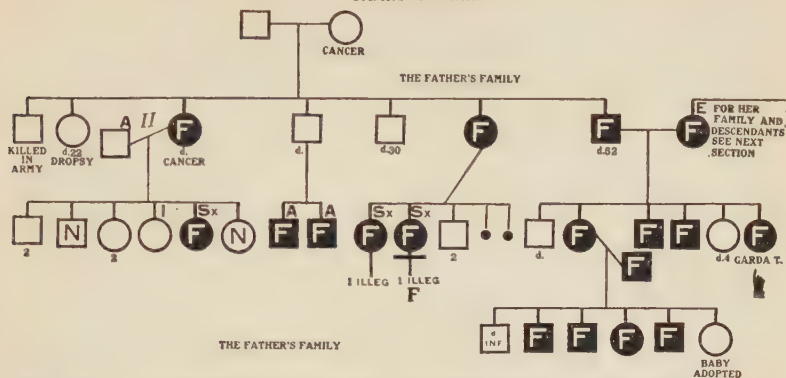 CANCER
THE FATHER'S FAMILY
A II F F F F E FOR HER
FAMILY AND
DESCENDANTS
SEE NEXT
SECTION
KILLED
IN
ARMY
d.22
DROPSY
d.
CANCER
d.
d.30
d.52
N I Sx F N A F A F Sx F Sx F F F F F
2
2
1 ILLEG
1 ILLEG
F
2
d.
F
d.4
GARDA T.
d
INF
F F F F
BABY
ADOPTED
THE FATHER'S FAMILY